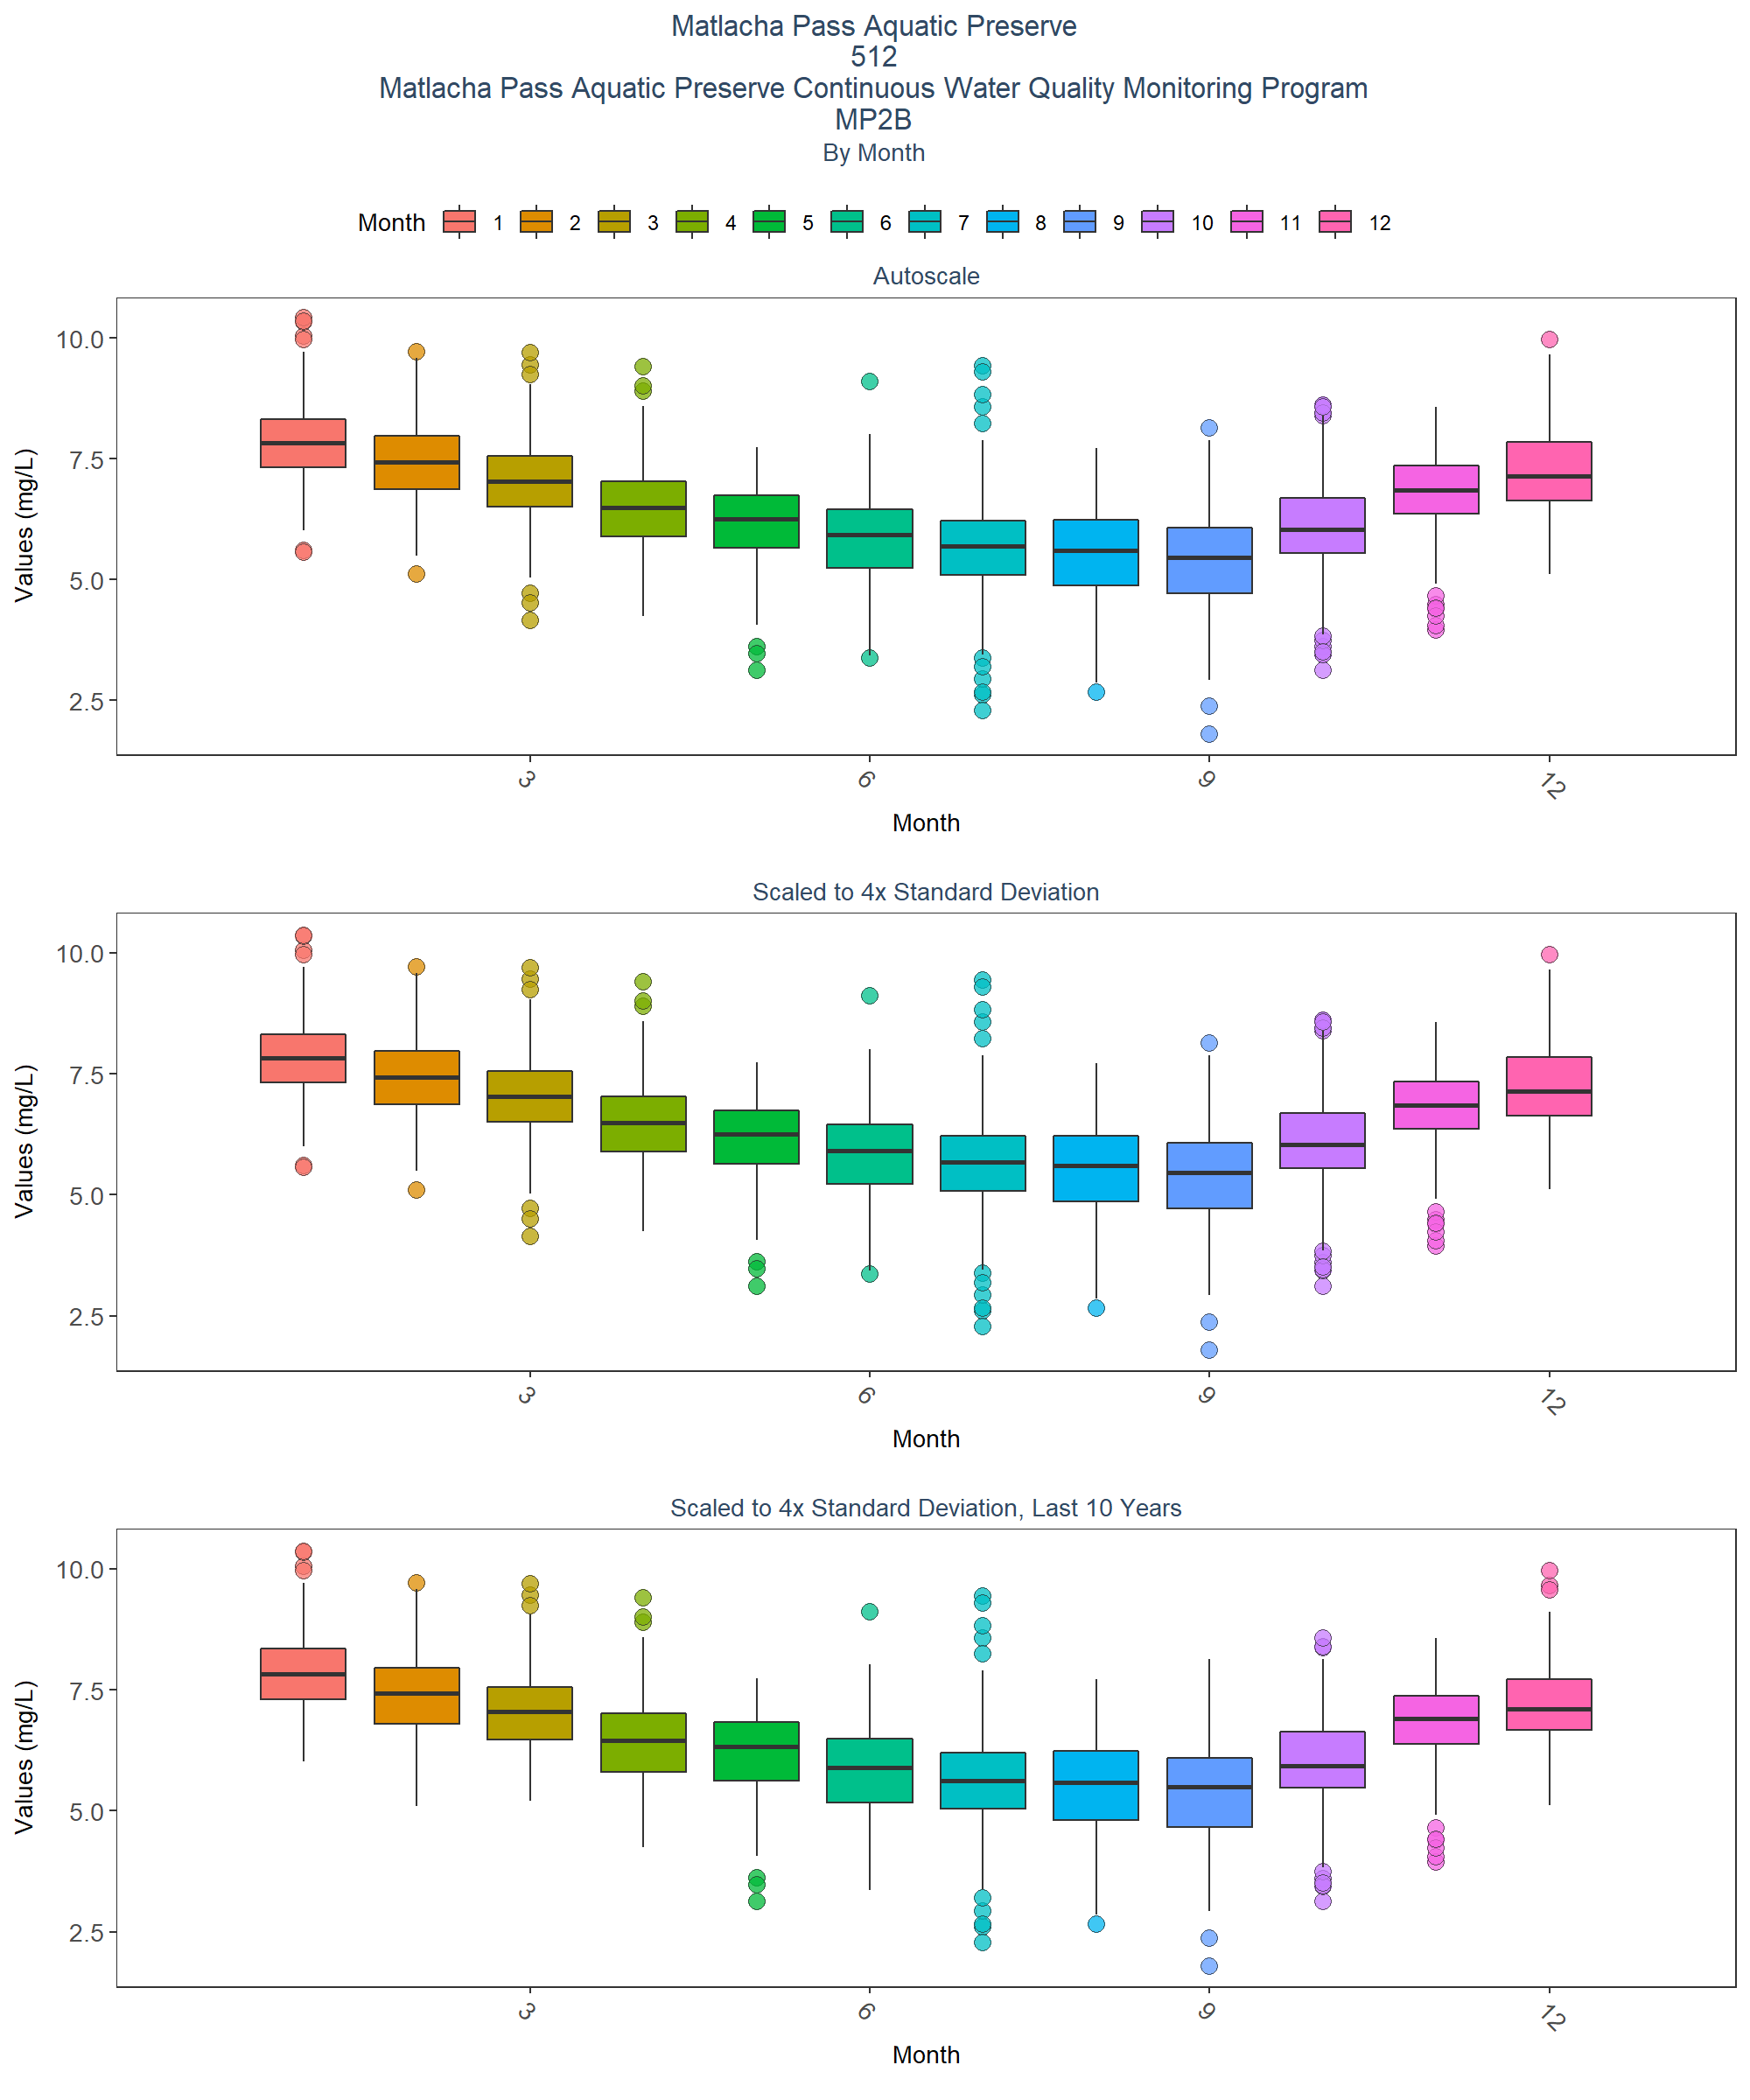 Matlacha Pass Aquatic Preserve
512
Matlacha Pass Aquatic Preserve Continuous Water Quality Monitoring Program
MP2B
By Month
Month 1 2 3 4 5 6 7 8 9 10 11 12
Autoscale
Values (mg/L)
10.0
7.5
5.0
2.5
3 6 9 12
Month
Scaled to 4x Standard Deviation
Values (mg/L)
10.0
7.5
5.0
2.5
3 6 9 12
Month
Scaled to 4x Standard Deviation, Last 10 Years
Values (mg/L)
10.0
7.5
5.0
2.5
3 6 9 12
Month